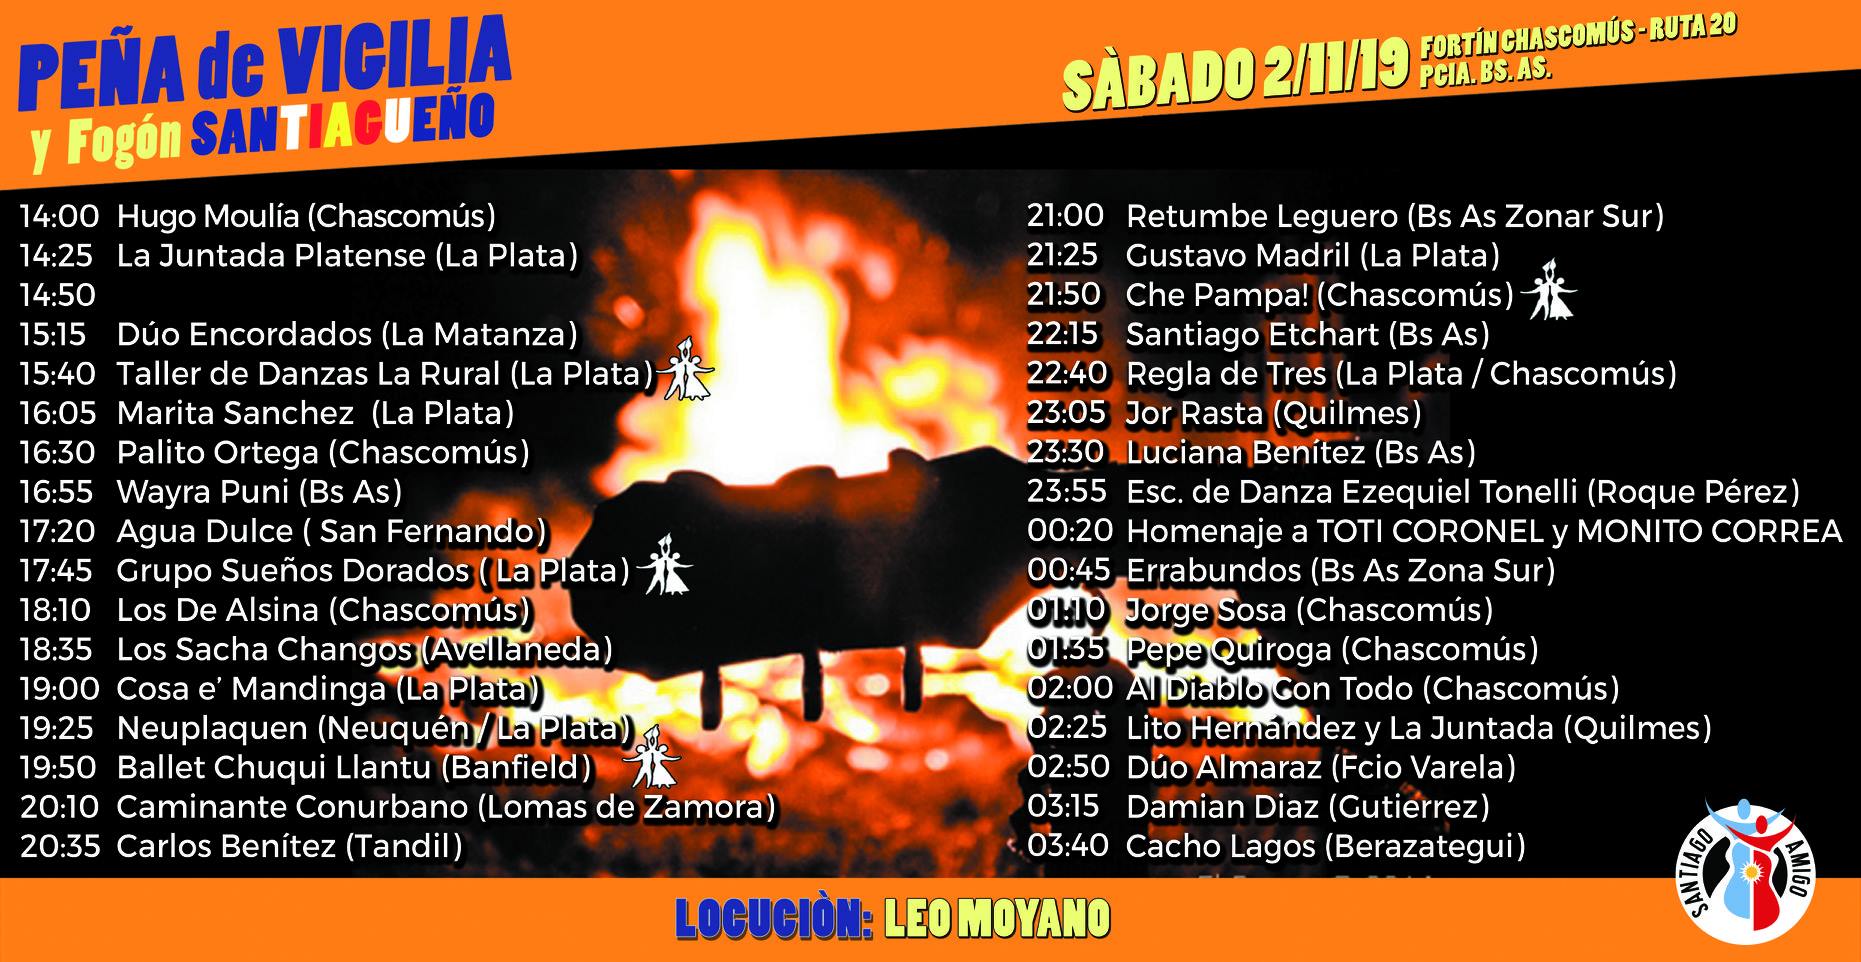 PEÑA de VIGILIA
y Fogón SANTIAGUEÑO
SÀBADO 2/11/19
FORTÍN CHASCOMÚS - RUTA 20
PCIA. BS. AS.
14:00 Hugo Moulía (Chascomús)
14:25 La Juntada Platense (La Plata)
14:50
15:15 Dúo Encordados (La Matanza)
15:40 Taller de Danzas La Rural (La Plata)
16:05 Marita Sanchez (La Plata)
16:30 Palito Ortega (Chascomús)
16:55 Wayra Puni (Bs As)
17:20 Agua Dulce ( San Fernando)
17:45 Grupo Sueños Dorados ( La Plata)
18:10 Los De Alsina (Chascomús)
18:35 Los Sacha Changos (Avellaneda)
19:00 Cosa e' Mandinga (La Plata)
19:25 Neuplaquen (Neuquén / La Plata)
19:50 Ballet Chuqui Llantu (Banfield)
20:10 Caminante Conurbano (Lomas de Zamora)
20:35 Carlos Benítez (Tandil)
21:00 Retumbe Leguero (Bs As Zonar Sur)
21:25 Gustavo Madril (La Plata)
21:50 Che Pampa! (Chascomús)
22:15 Santiago Etchart (Bs As)
22:40 Regla de Tres (La Plata / Chascomús)
23:05 Jor Rasta (Quilmes)
23:30 Luciana Benítez (Bs As)
23:55 Esc. de Danza Ezequiel Tonelli (Roque Pérez)
00:20 Homenaje a TOTI CORONEL y MONITO CORREA
00:45 Errabundos (Bs As Zona Sur)
01:10 Jorge Sosa (Chascomús)
01:35 Pepe Quiroga (Chascomús)
02:00 Al Diablo Con Todo (Chascomús)
02:25 Lito Hernández y La Juntada (Quilmes)
02:50 Dúo Almaraz (Fcio Varela)
03:15 Damian Diaz (Gutierrez)
03:40 Cacho Lagos (Berazategui)
SANTIAGO AMIGO
LOCUCIÒN: LEO MOYANO